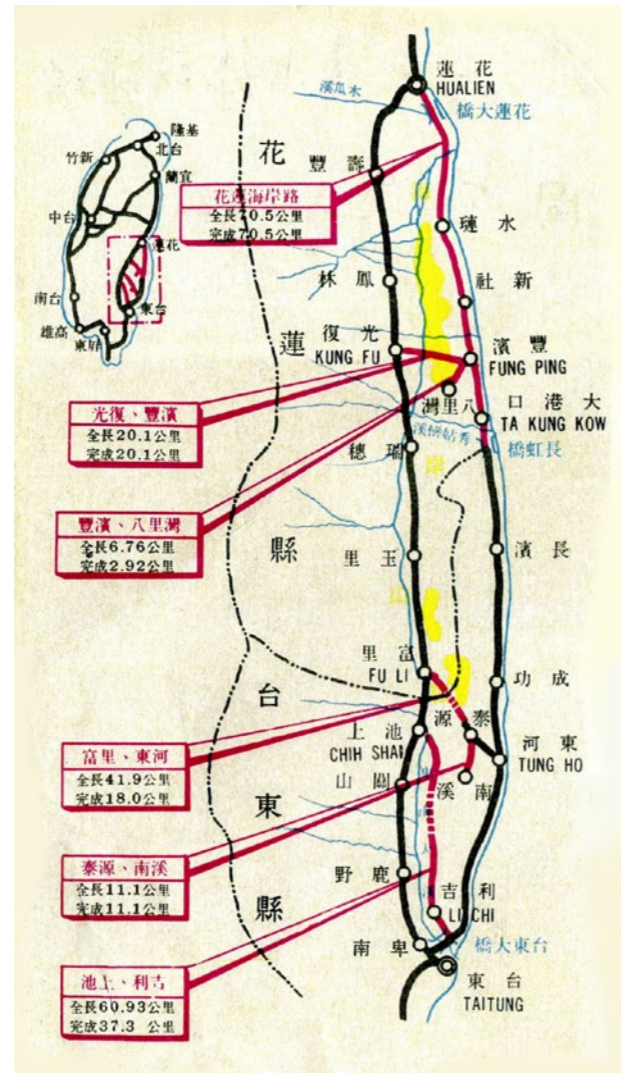 花蓮
HUALIEN
木瓜溪
花蓮大橋
基隆
台北
新竹
宜蘭
台中
花蓮
台南
台東
高雄
屏東
花
蓮
縣
台
東
縣
壽豐
花蓮海岸路
全長70.5公里
完成70.5公里
水璉
鳳林
新社
光復
KUNG FU
豐濱
FUNG PING
八里灣
大港口
TA KUNG KOW
光復、豐濱
全長20.1公里
完成20.1公里
秀姑巒溪
瑞穗
長虹橋
岸
豐濱、八里灣
全長6.76公里
完成2.92公里
玉里
長濱
山
富里
FU LI
成功
泰源
池上
CHIH SHAN
東河
TUNG HO
富里、東河
全長41.9公里
完成18.0公里
關山
南溪
泰源、南溪
全長11.1公里
完成11.1公里
鹿野
利吉
LI CHI
卑南
台東大橋
池上、利吉
全長60.93公里
完成37.3 公里
台東
TAITUNG